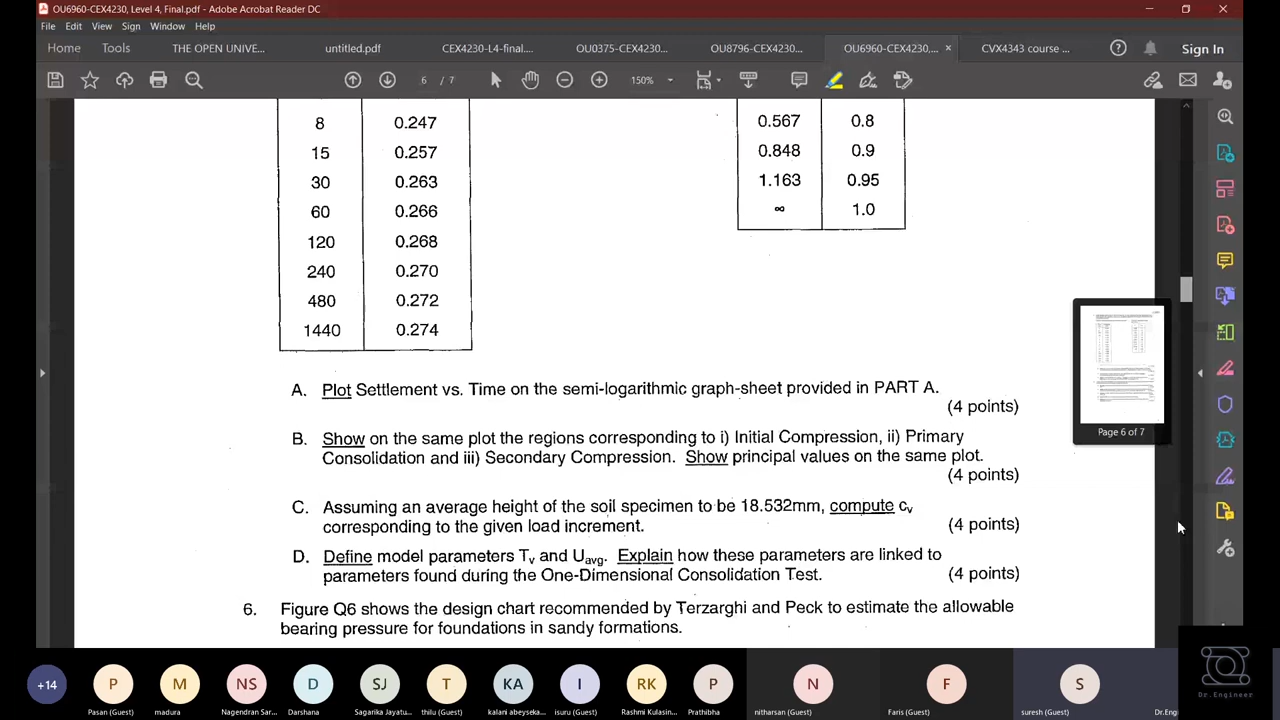 OU6960-CEX4230, Level 4, Final.pdf - Adobe Acrobat Reader DC
File Edit View Sign Window Help
Home Tools THE OPEN UNIVE... untitled.pdf CEX4230-L4-final.... OU0375-CEX4230... OU8796-CEX4230... OU6960-CEX4230,... × CVX4343 course ... Sign In
6 / 7 150%
8 0.247
15 0.257
30 0.263
60 0.266
120 0.268
240 0.270
480 0.272
1440 0.274
0.567 0.8
0.848 0.9
1.163 0.95
∞ 1.0
A. Plot Settlement vs. Time on the semi-logarithmic graph-sheet provided in PART A.
(4 points)
B. Show on the same plot the regions corresponding to i) Initial Compression, ii) Primary
Consolidation and iii) Secondary Compression. Show principal values on the same plot.
(4 points)
C. Assuming an average height of the soil specimen to be 18.532mm, compute cv
corresponding to the given load increment. (4 points)
D. Define model parameters Tv and Uavg. Explain how these parameters are linked to
parameters found during the One-Dimensional Consolidation Test. (4 points)
6. Figure Q6 shows the design chart recommended by Terzarghi and Peck to estimate the allowable
bearing pressure for foundations in sandy formations.
Page 6 of 7
+14 P M NS D SJ T KA I RK P N F S
Pasan (Guest) madura Nagendran Sar... Darshana Sagarika Jayatu... thilu (Guest) kalani abeyseka... isuru (Guest) Rashmi Kulasin... Prathibha nitharsan (Guest) Faris (Guest) suresh (Guest) Dr.Eng
Dr.Engineer